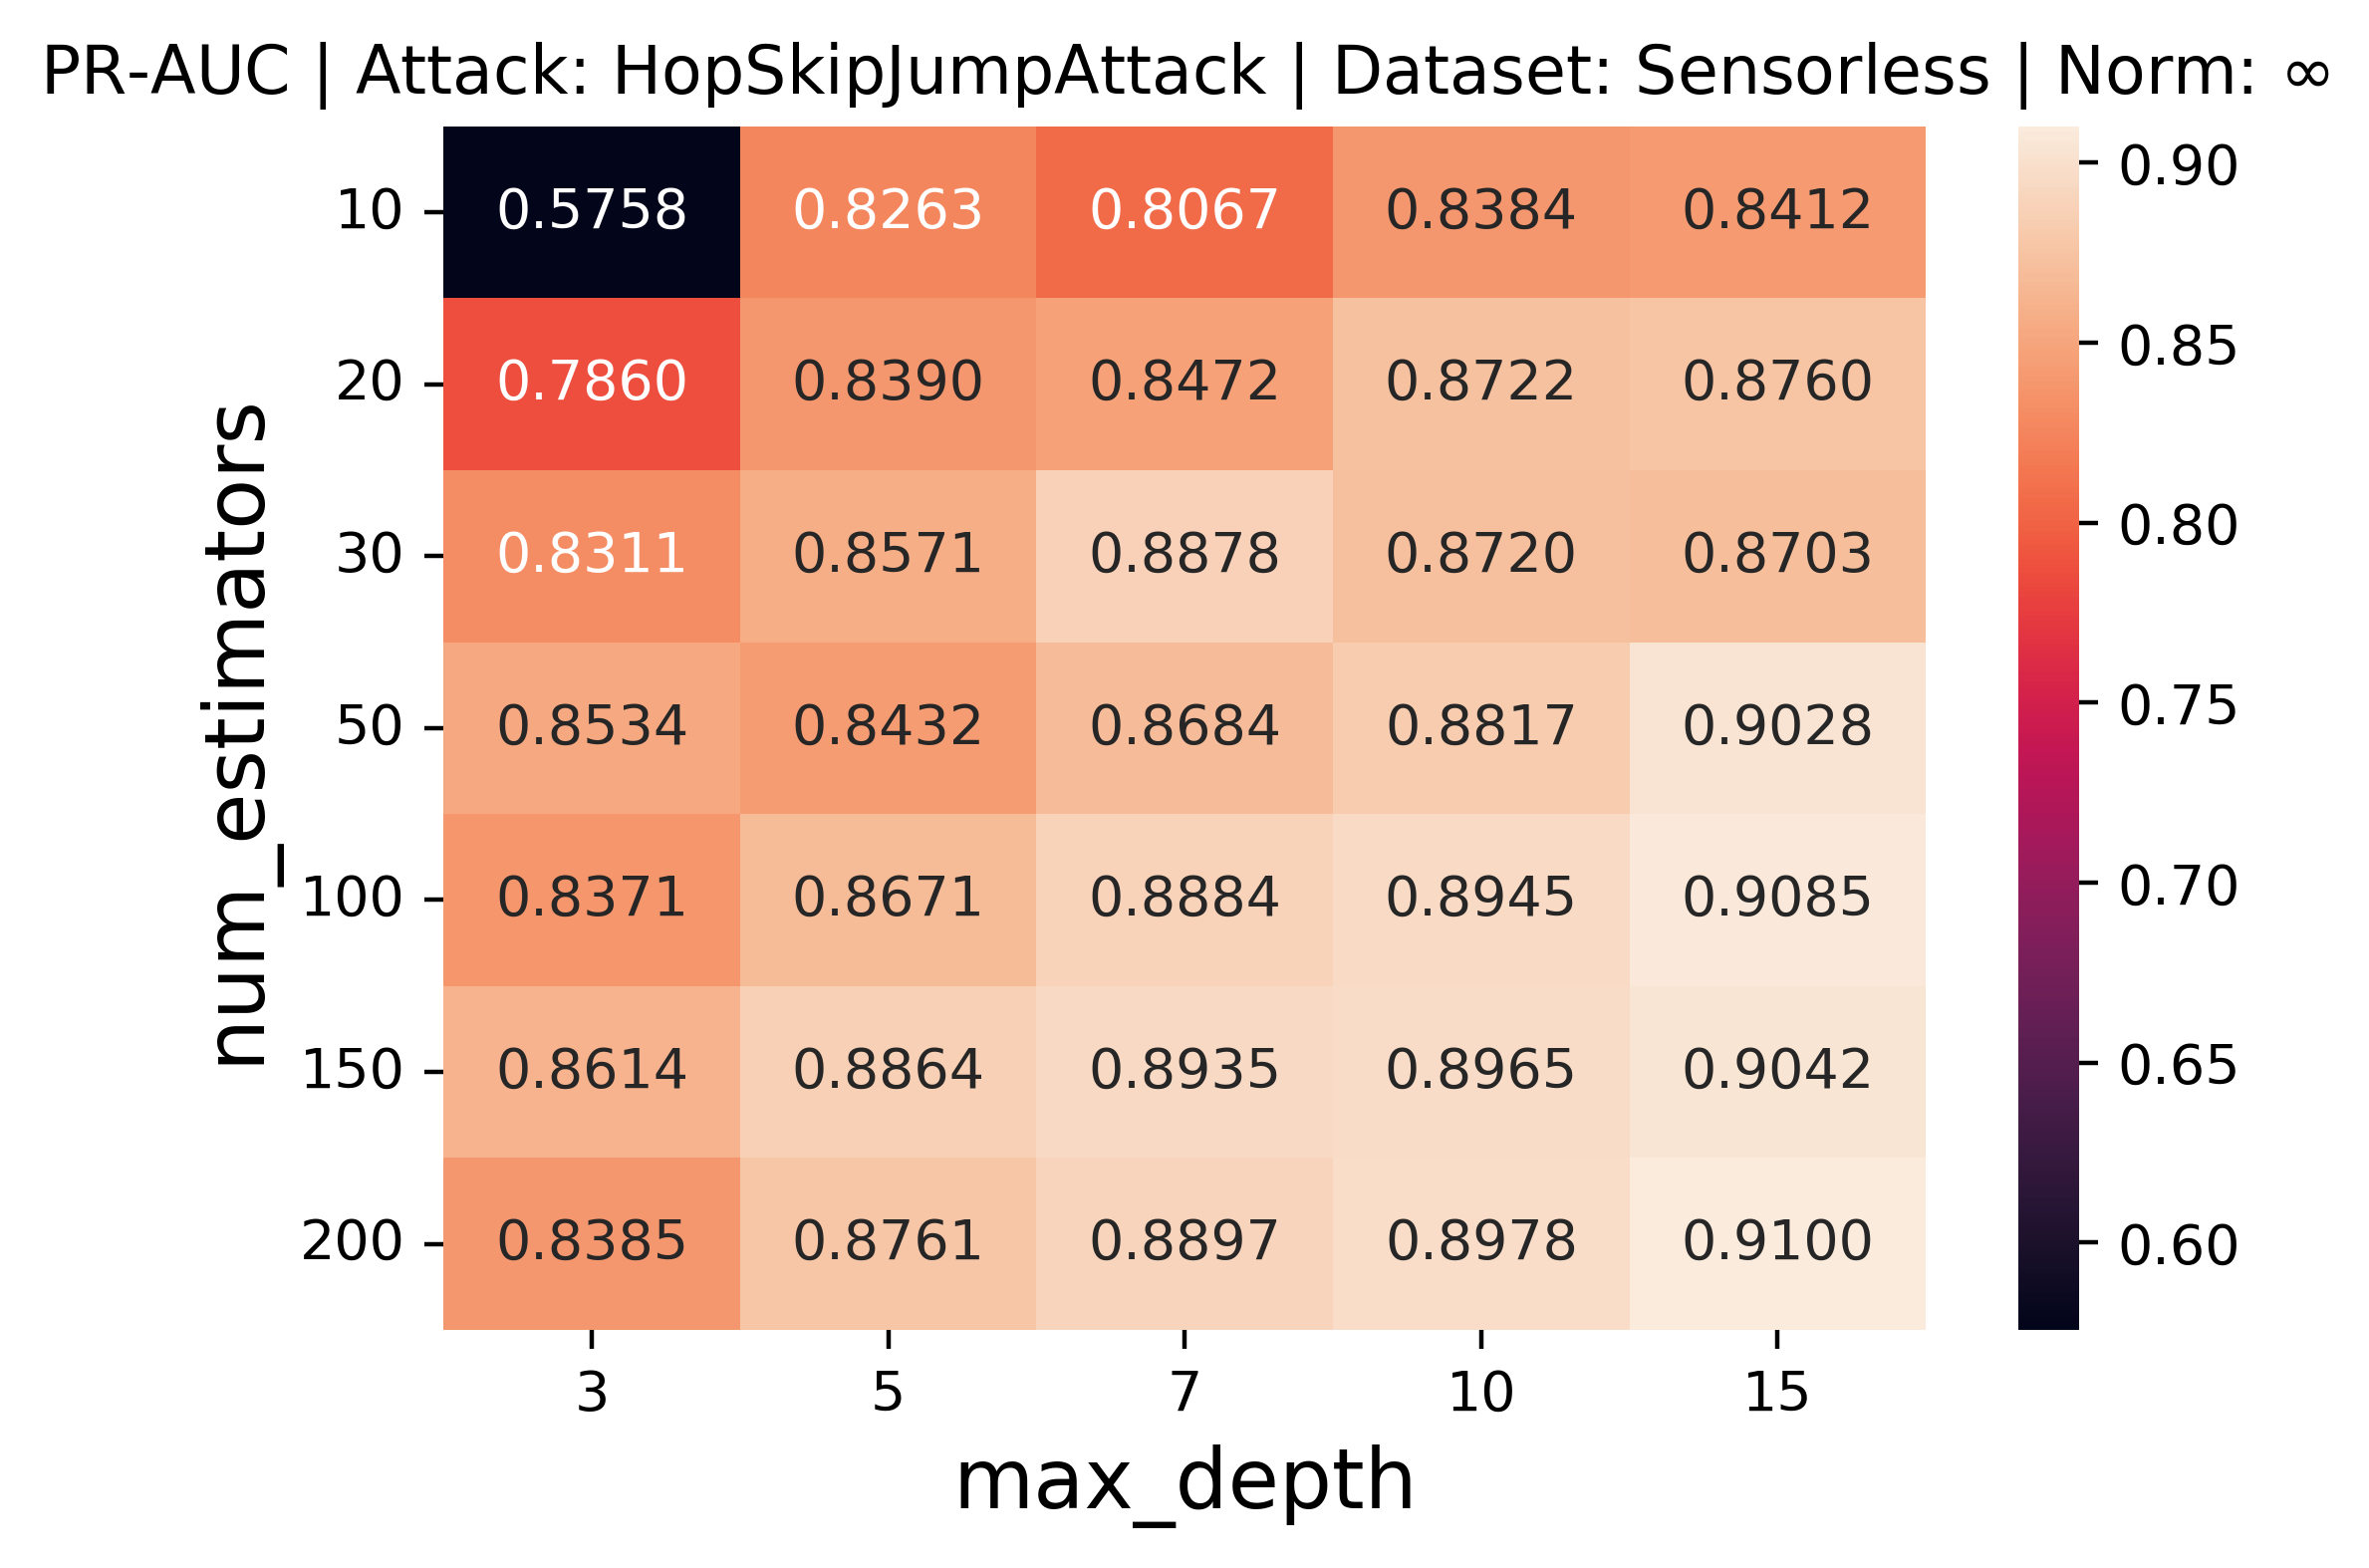 PR-AUC | Attack: HopSkipJumpAttack | Dataset: Sensorless | Norm: ∞
num_estimators
10 0.5758 0.8263 0.8067 0.8384 0.8412
20 0.7860 0.8390 0.8472 0.8722 0.8760
30 0.8311 0.8571 0.8878 0.8720 0.8703
50 0.8534 0.8432 0.8684 0.8817 0.9028
100 0.8371 0.8671 0.8884 0.8945 0.9085
150 0.8614 0.8864 0.8935 0.8965 0.9042
200 0.8385 0.8761 0.8897 0.8978 0.9100
3 5 7 10 15
max_depth
0.90
0.85
0.80
0.75
0.70
0.65
0.60